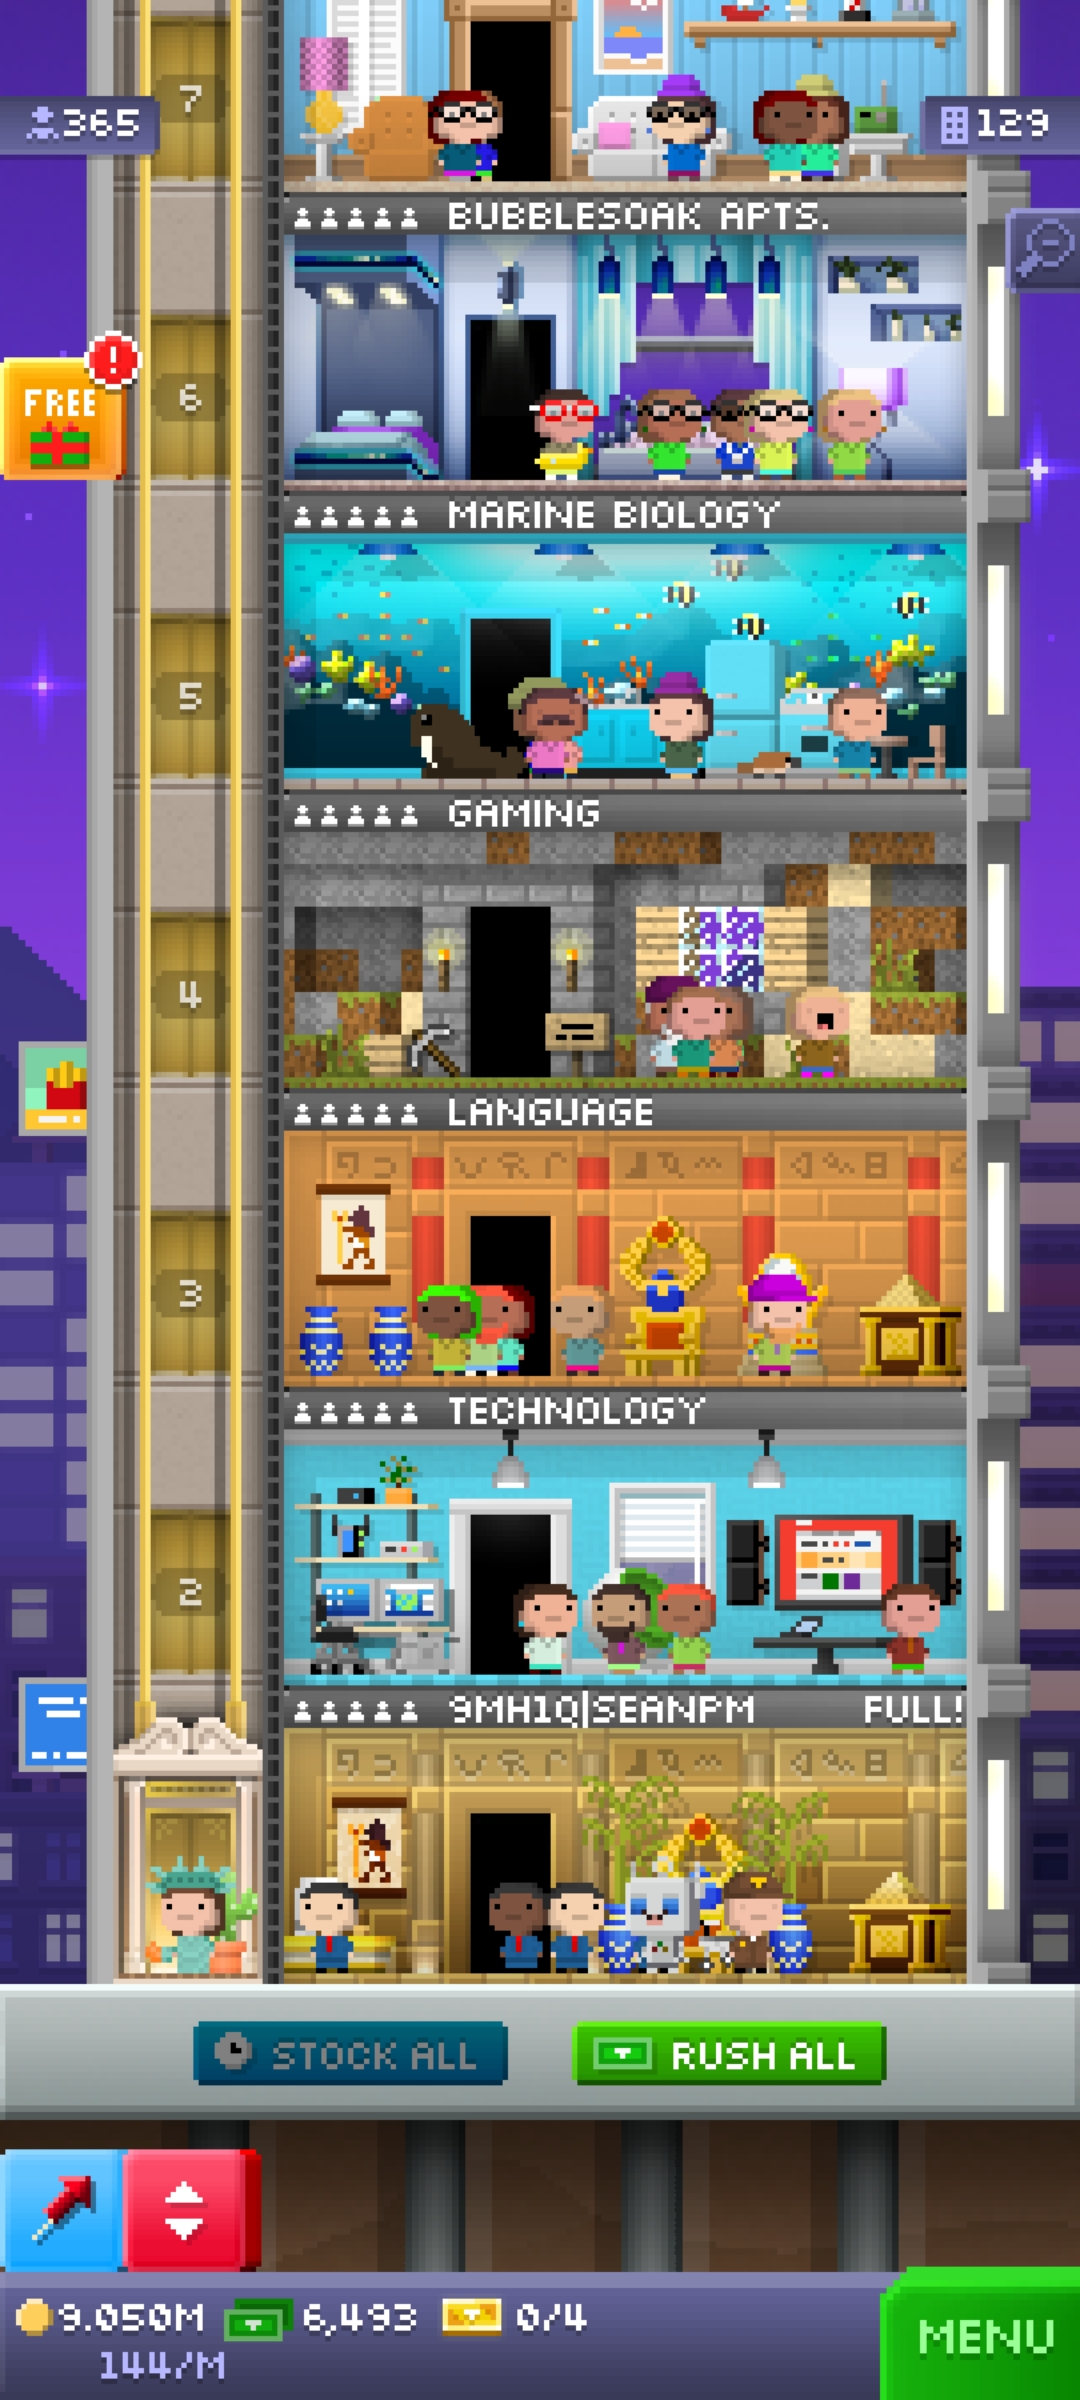 7
365
129
BUBBLESOAK APTS.
6
FREE
!
MARINE BIOLOGY
5
GAMING
4
LANGUAGE
3
TECHNOLOGY
2
9MH1Q|SEANPM FULL!
STOCK ALL
RUSH ALL
9.050M 6,493 0/4
144/M
MENU